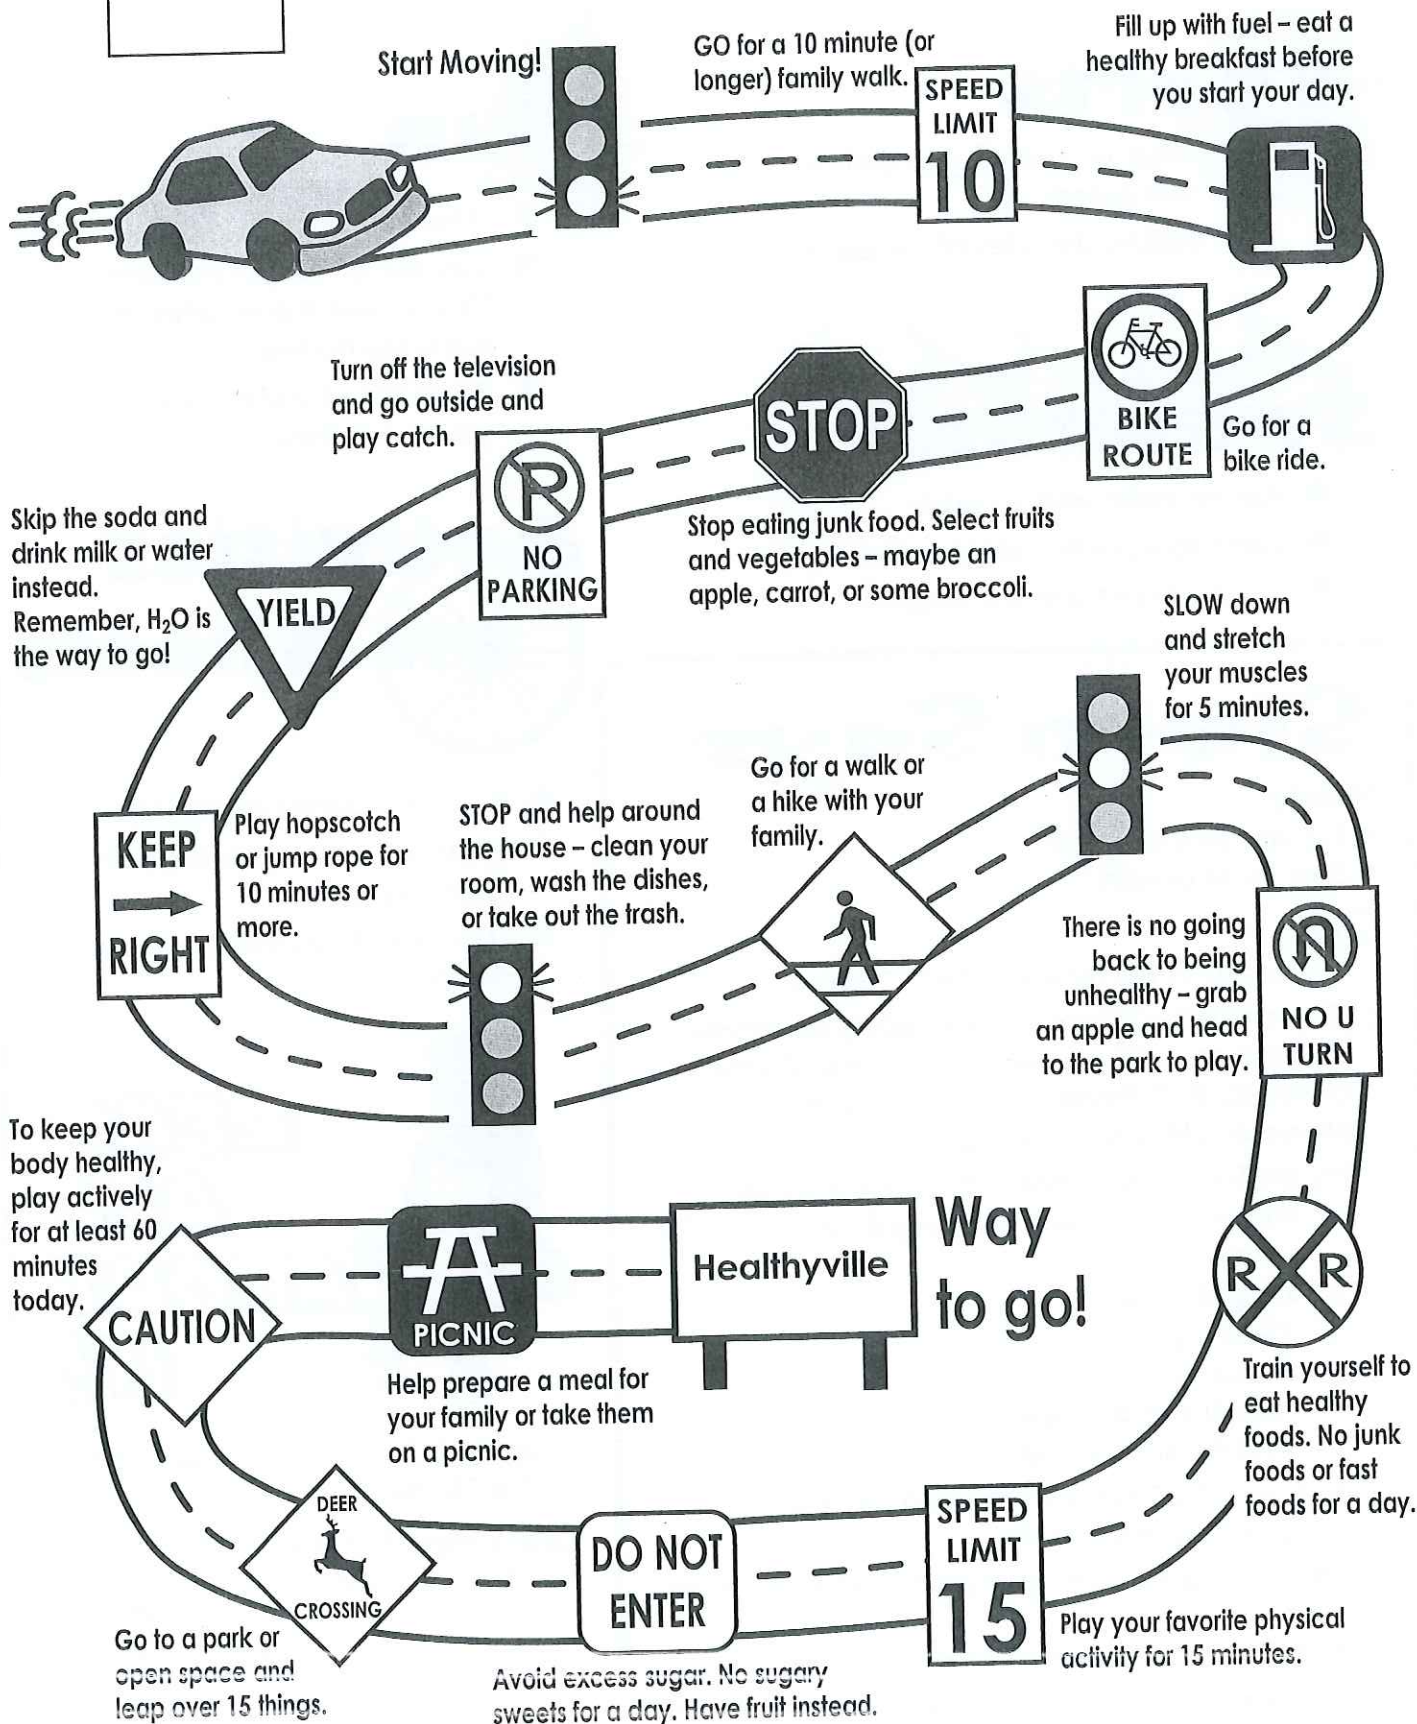 Start Moving!
GO for a 10 minute (or
longer) family walk.
SPEED
LIMIT
10
Fill up with fuel – eat a
healthy breakfast before
you start your day.
BIKE
ROUTE
Go for a
bike ride.
STOP
Stop eating junk food. Select fruits
and vegetables – maybe an
apple, carrot, or some broccoli.
Turn off the television
and go outside and
play catch.
P
NO
PARKING
Skip the soda and
drink milk or water
instead.
Remember, H₂O is
the way to go!
YIELD
KEEP
RIGHT
Play hopscotch
or jump rope for
10 minutes or
more.
STOP and help around
the house – clean your
room, wash the dishes,
or take out the trash.
Go for a walk or
a hike with your
family.
SLOW down
and stretch
your muscles
for 5 minutes.
There is no going
back to being
unhealthy – grab
an apple and head
to the park to play.
NO U
TURN
R R
Train yourself to
eat healthy
foods. No junk
foods or fast
foods for a day.
SPEED
LIMIT
15
Play your favorite physical
activity for 15 minutes.
DO NOT
ENTER
Avoid excess sugar. No sugary
sweets for a day. Have fruit instead.
DEER
CROSSING
Go to a park or
open space and
leap over 15 things.
To keep your
body healthy,
play actively
for at least 60
minutes
today.
CAUTION
PICNIC
Help prepare a meal for
your family or take them
on a picnic.
Healthyville
Way
to go!